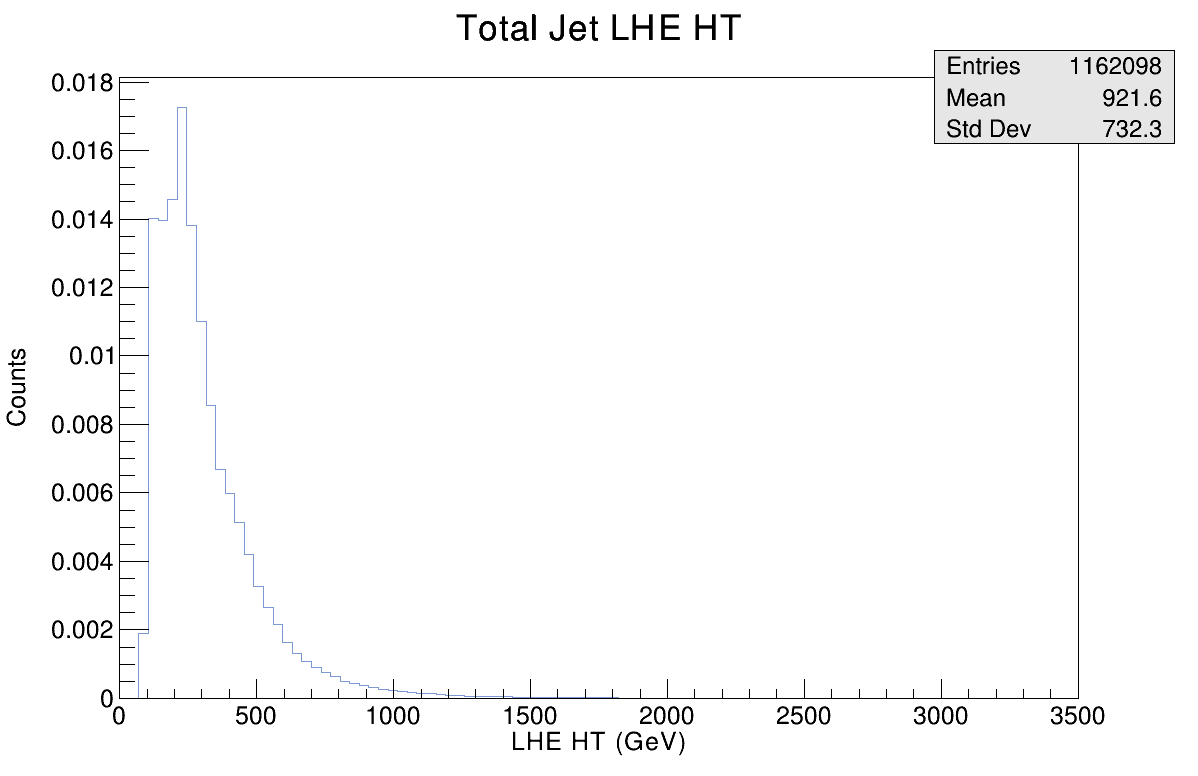 Total Jet LHE HT
Entries 1162098
Mean 921.6
Std Dev 732.3
0.018
0.016
0.014
0.012
0.01
0.008
0.006
0.004
0.002
0
Counts
0 500 1000 1500 2000 2500 3000 3500
LHE HT (GeV)